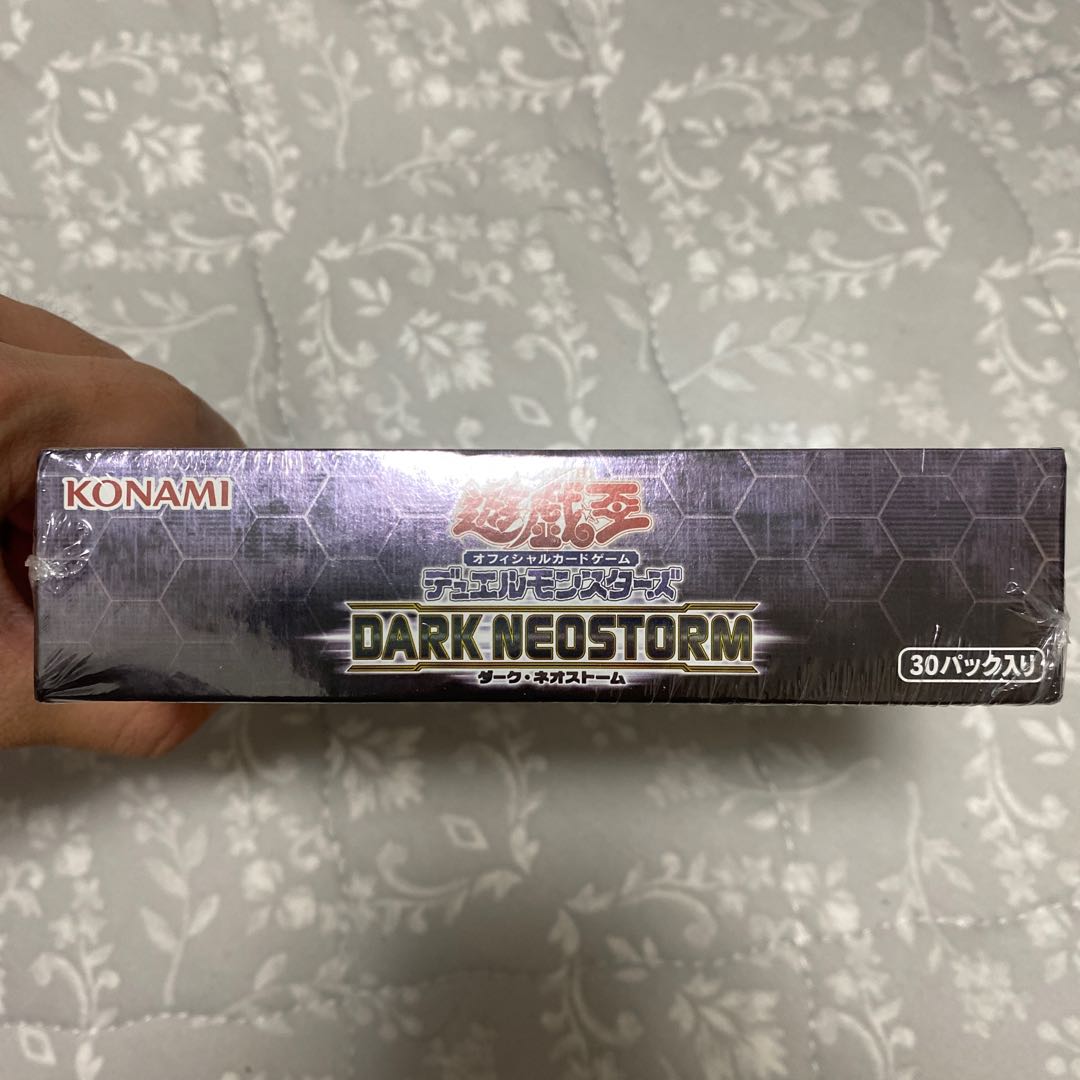 KONAMI
遊戯王
オフィシャルカードゲーム
デュエルモンスターズ
DARK NEOSTORM
ダーク・ネオストーム
30パック入り